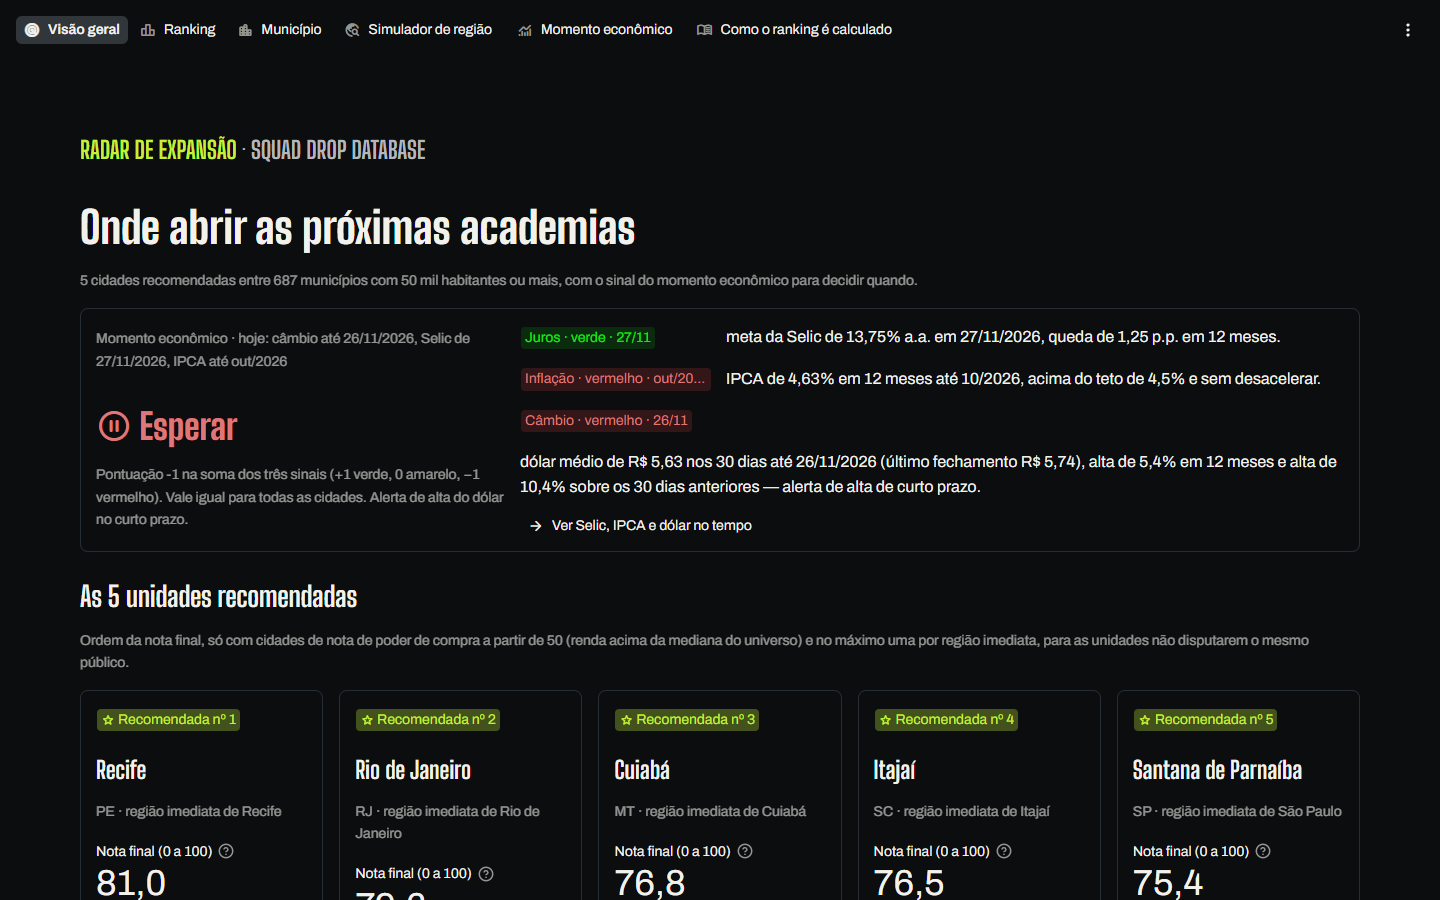 Visão geral
Ranking
Município
Simulador de região
Momento econômico
Como o ranking é calculado
RADAR DE EXPANSÃO · SQUAD DROP DATABASE
Onde abrir as próximas academias
5 cidades recomendadas entre 687 municípios com 50 mil habitantes ou mais, com o sinal do momento econômico para decidir quando.
Momento econômico · hoje: câmbio até 26/11/2026, Selic de
27/11/2026, IPCA até out/2026
Esperar
Pontuação -1 na soma dos três sinais (+1 verde, 0 amarelo, −1
vermelho). Vale igual para todas as cidades. Alerta de alta do dólar
no curto prazo.
Juros · verde · 27/11
meta da Selic de 13,75% a.a. em 27/11/2026, queda de 1,25 p.p. em 12 meses.
Inflação · vermelho · out/20...
IPCA de 4,63% em 12 meses até 10/2026, acima do teto de 4,5% e sem desacelerar.
Câmbio · vermelho · 26/11
dólar médio de R$ 5,63 nos 30 dias até 26/11/2026 (último fechamento R$ 5,74), alta de 5,4% em 12 meses e alta de
10,4% sobre os 30 dias anteriores — alerta de alta de curto prazo.
Ver Selic, IPCA e dólar no tempo
As 5 unidades recomendadas
Ordem da nota final, só com cidades de nota de poder de compra a partir de 50 (renda acima da mediana do universo) e no máximo uma por região imediata, para as unidades não disputarem o mesmo
público.
Recomendada nº 1
Recife
PE · região imediata de Recife
Nota final (0 a 100)
81,0
Recomendada nº 2
Rio de Janeiro
RJ · região imediata de Rio de
Janeiro
Nota final (0 a 100)
Recomendada nº 3
Cuiabá
MT · região imediata de Cuiabá
Nota final (0 a 100)
76,8
Recomendada nº 4
Itajaí
SC · região imediata de Itajaí
Nota final (0 a 100)
76,5
Recomendada nº 5
Santana de Parnaíba
SP · região imediata de São Paulo
Nota final (0 a 100)
75,4